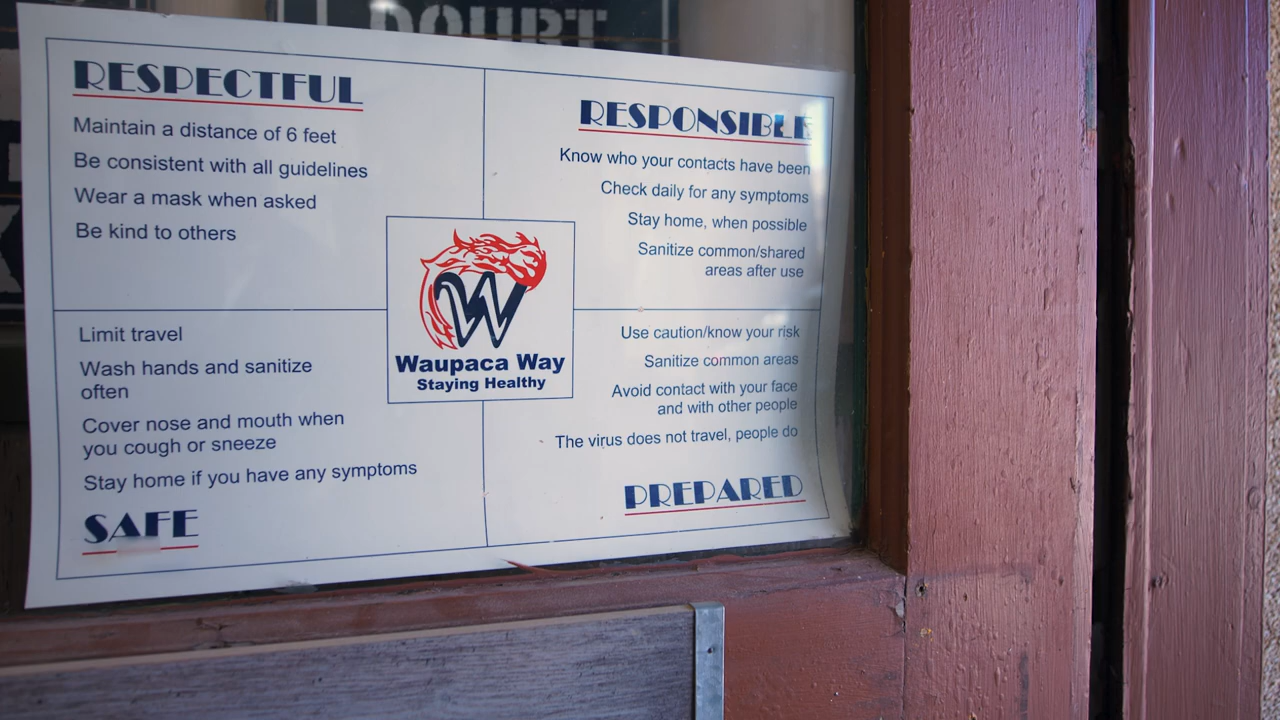 DOUBT
RESPECTFUL
Maintain a distance of 6 feet
Be consistent with all guidelines
Wear a mask when asked
Be kind to others
RESPONSIBLE
Know who your contacts have been
Check daily for any symptoms
Stay home, when possible
Sanitize common/shared
areas after use
W
Waupaca Way
Staying Healthy
Limit travel
Wash hands and sanitize
often
Cover nose and mouth when
you cough or sneeze
Stay home if you have any symptoms
SAFE
Use caution/know your risk
Sanitize common areas
Avoid contact with your face
and with other people
The virus does not travel, people do
PREPARED